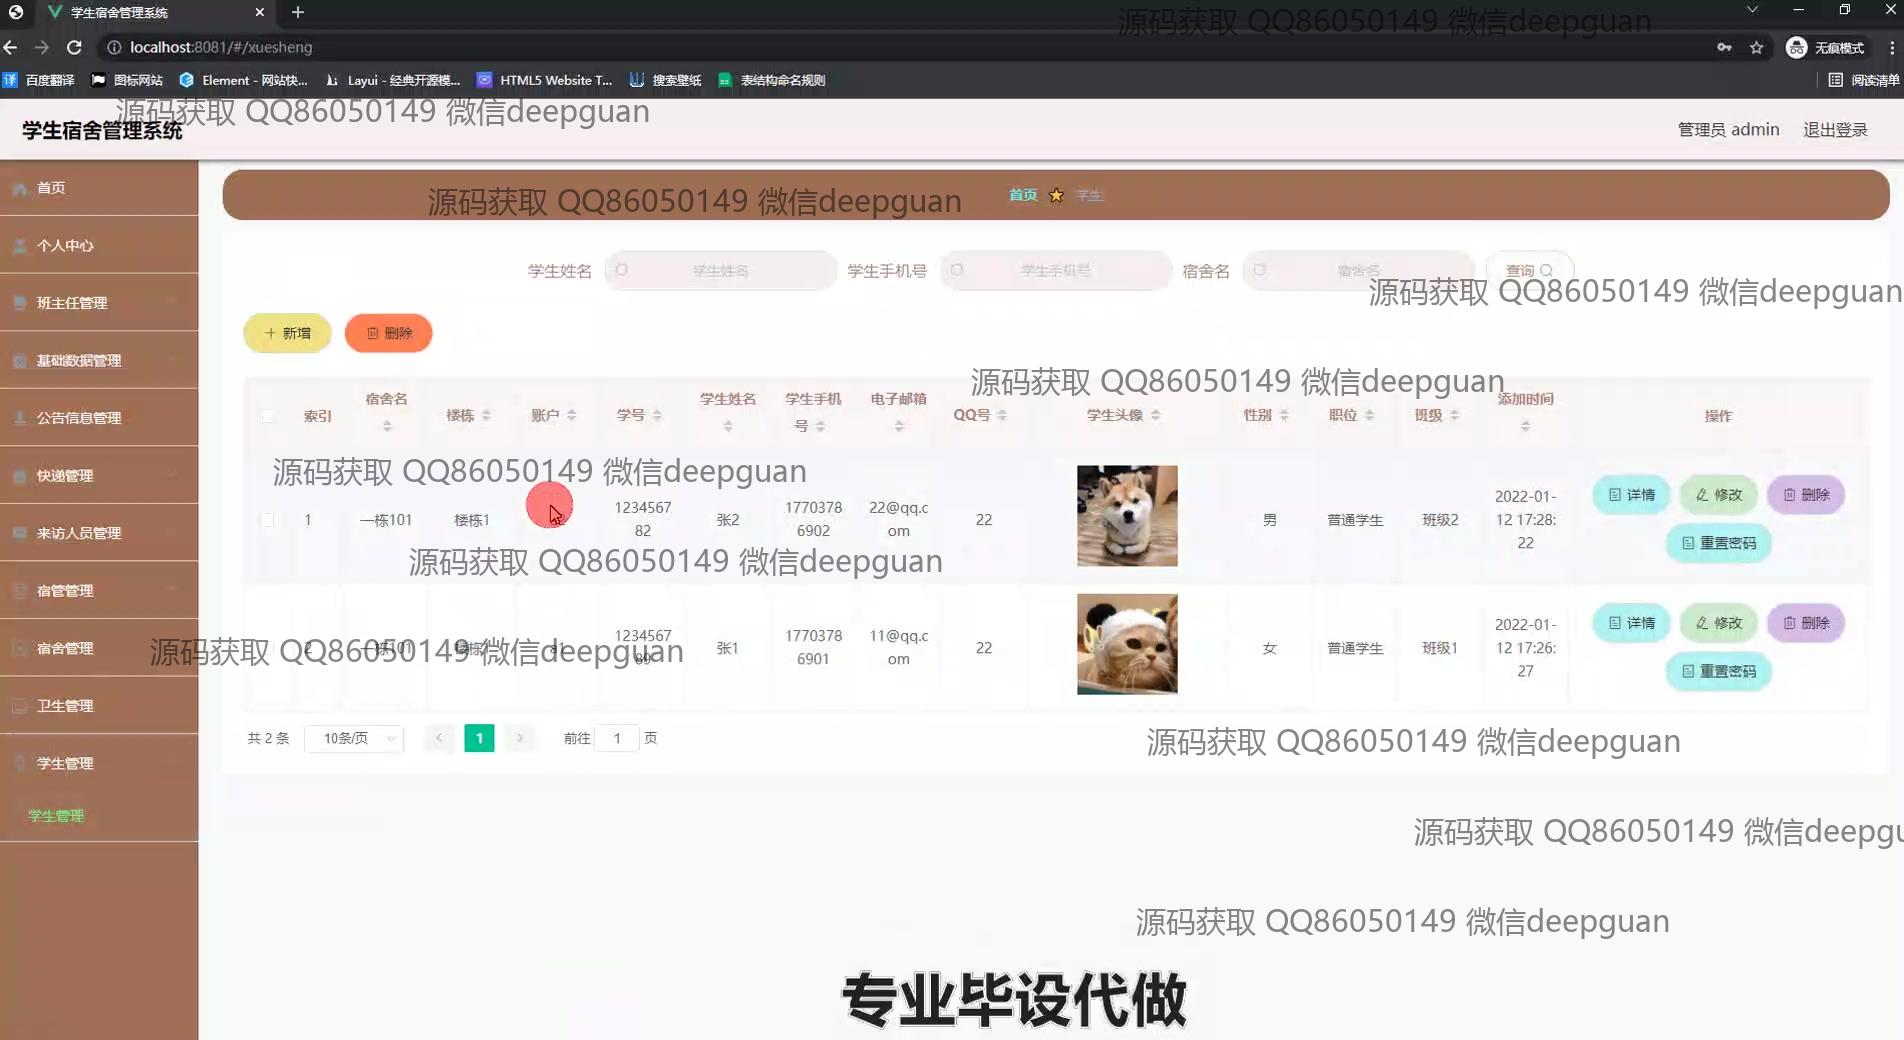 学生宿舍管理系统
源码获取 QQ86050149 微信deepguan
localhost:8081/#/xuesheng
无痕模式
百度翻译 图标网站 Element - 网站快... Layui - 经典开源模... HTML5 Website T... 搜索壁纸 表结构命名规则 阅读清单
源码获取 QQ86050149 微信deepguan
学生宿舍管理系统
管理员 admin 退出登录
首页
个人中心
班主任管理
基础数据管理
公告信息管理
快递管理
来访人员管理
宿管管理
宿舍管理
卫生管理
学生管理
学生管理
源码获取 QQ86050149 微信deepguan
首页 学生
学生姓名 学生姓名 学生手机号 学生手机号 宿舍名 宿舍名 查询
源码获取 QQ86050149 微信deepguan
新增 删除
源码获取 QQ86050149 微信deepguan
索引 宿舍名 楼栋 账户 学号 学生姓名 学生手机号 电子邮箱 QQ号 学生头像 性别 职位 班级 添加时间 操作
源码获取 QQ86050149 微信deepguan
1 一栋101 楼栋1 123456782 张2 17703786902 22@qq.com 22 男 普通学生 班级2 2022-01-12 17:28:22 详情 修改 删除
重置密码
源码获取 QQ86050149 微信deepguan
2 一栋101 楼栋1 a1 123456789 张1 17703786901 11@qq.com 22 女 普通学生 班级1 2022-01-12 17:26:27 详情 修改 删除
重置密码
源码获取 QQ86050149 微信deepguan
共 2 条 10条/页 1 前往 1 页
源码获取 QQ86050149 微信deepguan
源码获取 QQ86050149 微信deepgu
源码获取 QQ86050149 微信deepguan
专业毕设代做